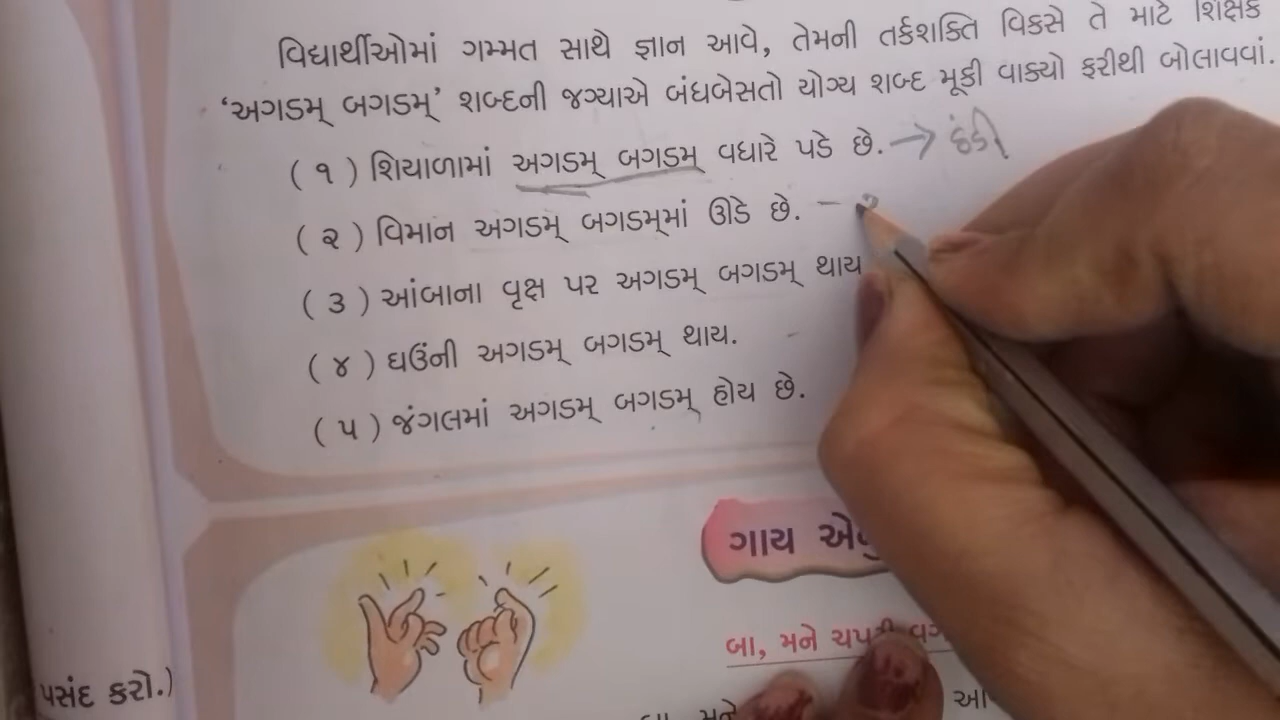 વિદ્યાર્થીઓમાં ગમ્મત સાથે જ્ઞાન આવે, તેમની તર્કશક્તિ વિકસે તે માટે શિક્ષક
'અગડમ્ બગડમ્' શબ્દની જગ્યાએ બંધબેસતો યોગ્ય શબ્દ મૂકી વાક્યો ફરીથી બોલાવવાં.
( ૧ ) શિયાળામાં અગડમ્ બગડમ્ વધારે પડે છે. → ઠંડી
( ૨ ) વિમાન અગડમ્ બગડમ્‌માં ઊડે છે. -
( ૩ ) આંબાના વૃક્ષ પર અગડમ્ બગડમ્ થાય
( ૪ ) ઘઉંની અગડમ્ બગડમ્ થાય. -
( ૫ ) જંગલમાં અગડમ્ બગડમ્ હોય છે.
ગાય
બા, મને
પસંદ કરો.)
મને